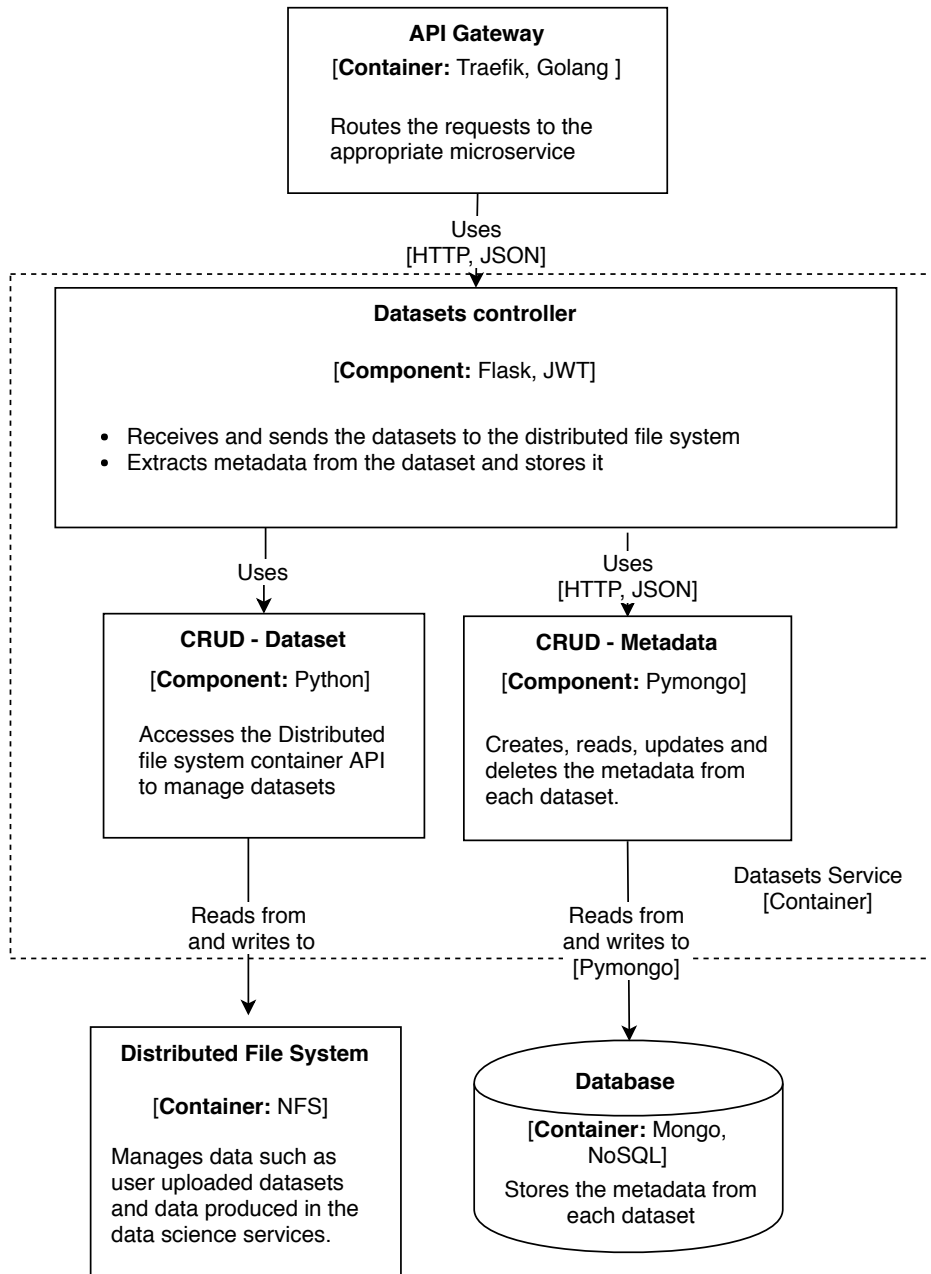 API Gateway
[Container: Traefik, Golang ]
Routes the requests to the
appropriate microservice
Uses
[HTTP, JSON]
Datasets controller
[Component: Flask, JWT]
• Receives and sends the datasets to the distributed file system
• Extracts metadata from the dataset and stores it
Uses
Uses
[HTTP, JSON]
CRUD - Dataset
[Component: Python]
Accesses the Distributed
file system container API
to manage datasets
CRUD - Metadata
[Component: Pymongo]
Creates, reads, updates and
deletes the metadata from
each dataset.
Datasets Service
[Container]
Reads from
and writes to
Reads from
and writes to
[Pymongo]
Distributed File System
[Container: NFS]
Manages data such as
user uploaded datasets
and data produced in the
data science services.
Database
[Container: Mongo,
NoSQL]
Stores the metadata from
each dataset